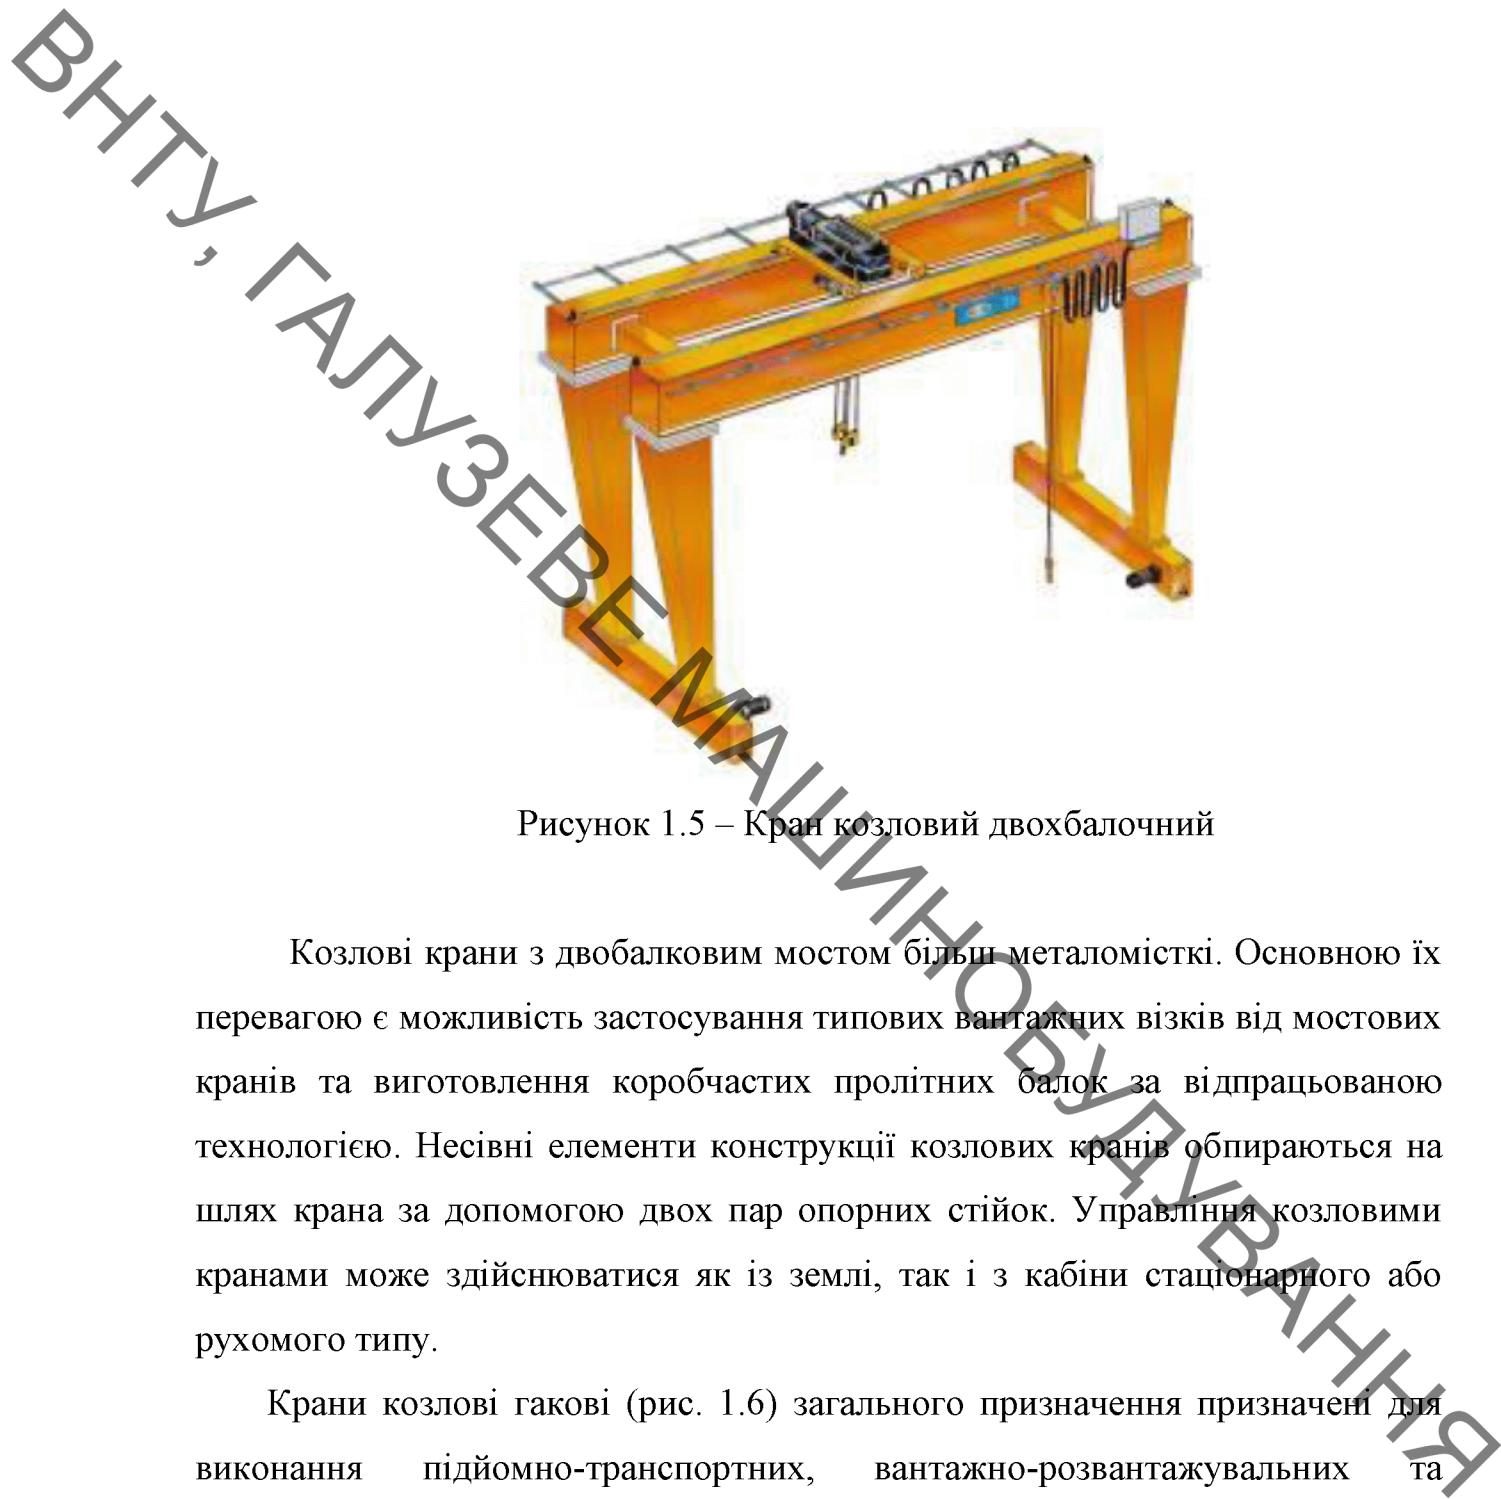 ВНТУ, ГАЛУЗЕВЕ МАШИНОБУДУВАННЯ
Рисунок 1.5 – Кран козловий двохбалочний
Козлові крани з двобалковим мостом більш металомісткі. Основною їх
перевагою є можливість застосування типових вантажних візків від мостових
кранів та виготовлення коробчастих пролітних балок за відпрацьованою
технологією. Несівні елементи конструкції козлових кранів обпираються на
шлях крана за допомогою двох пар опорних стійок. Управління козловими
кранами може здійснюватися як із землі, так і з кабіни стаціонарного або
рухомого типу.
Крани козлові гакові (рис. 1.6) загального призначення призначені для
виконання підйомно-транспортних, вантажно-розвантажувальних та